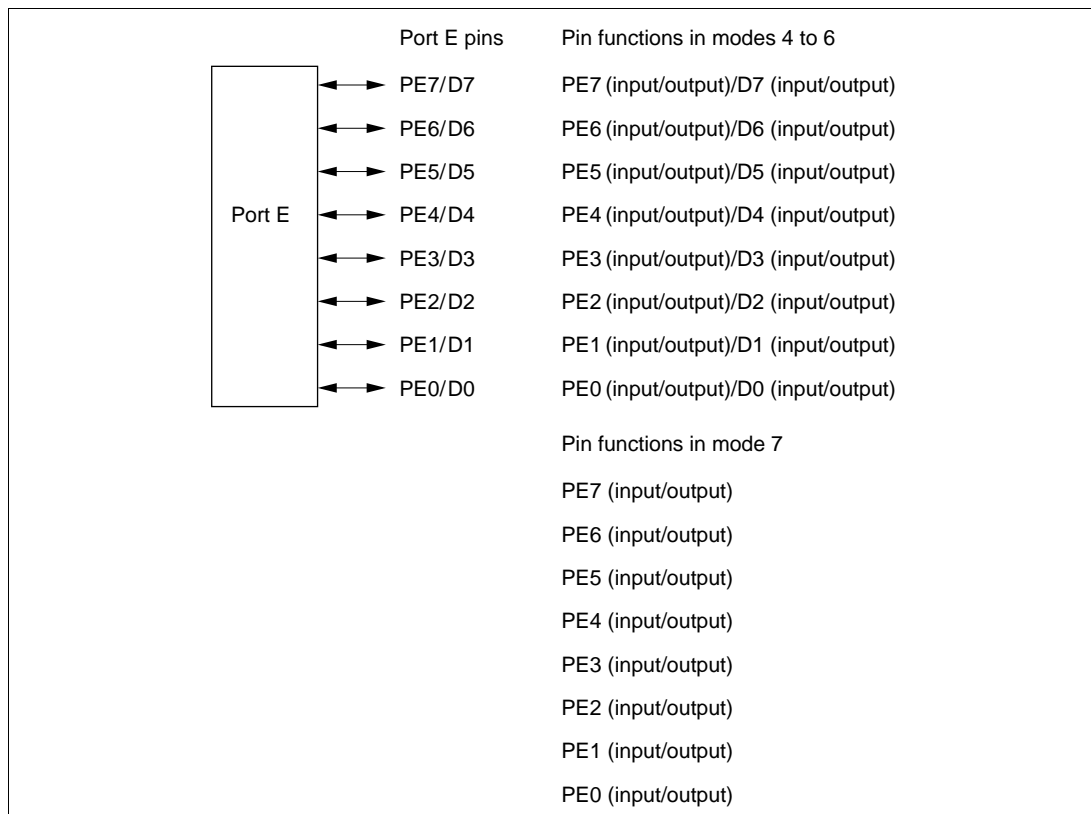 Port E pins Pin functions in modes 4 to 6
PE7/D7 PE7 (input/output)/D7 (input/output)
PE6/D6 PE6 (input/output)/D6 (input/output)
PE5/D5 PE5 (input/output)/D5 (input/output)
Port E PE4/D4 PE4 (input/output)/D4 (input/output)
PE3/D3 PE3 (input/output)/D3 (input/output)
PE2/D2 PE2 (input/output)/D2 (input/output)
PE1/D1 PE1 (input/output)/D1 (input/output)
PE0/D0 PE0 (input/output)/D0 (input/output)
Pin functions in mode 7
PE7 (input/output)
PE6 (input/output)
PE5 (input/output)
PE4 (input/output)
PE3 (input/output)
PE2 (input/output)
PE1 (input/output)
PE0 (input/output)